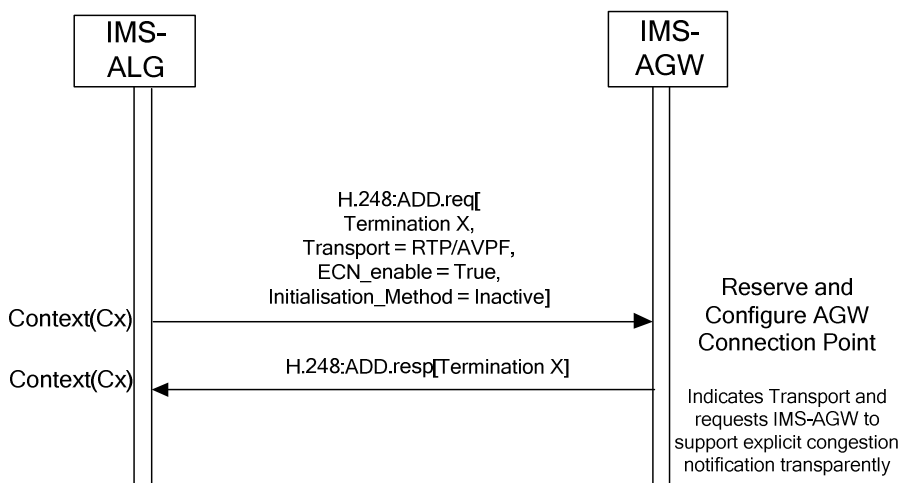 IMS-
ALG
IMS-
AGW
H.248:ADD.req[
Termination X,
Transport = RTP/AVPF,
ECN_enable = True,
Initialisation_Method = Inactive]
Context(Cx)
Reserve and
Configure AGW
Connection Point
H.248:ADD.resp[Termination X]
Context(Cx)
Indicates Transport and
requests IMS-AGW to
support explicit congestion
notification transparently